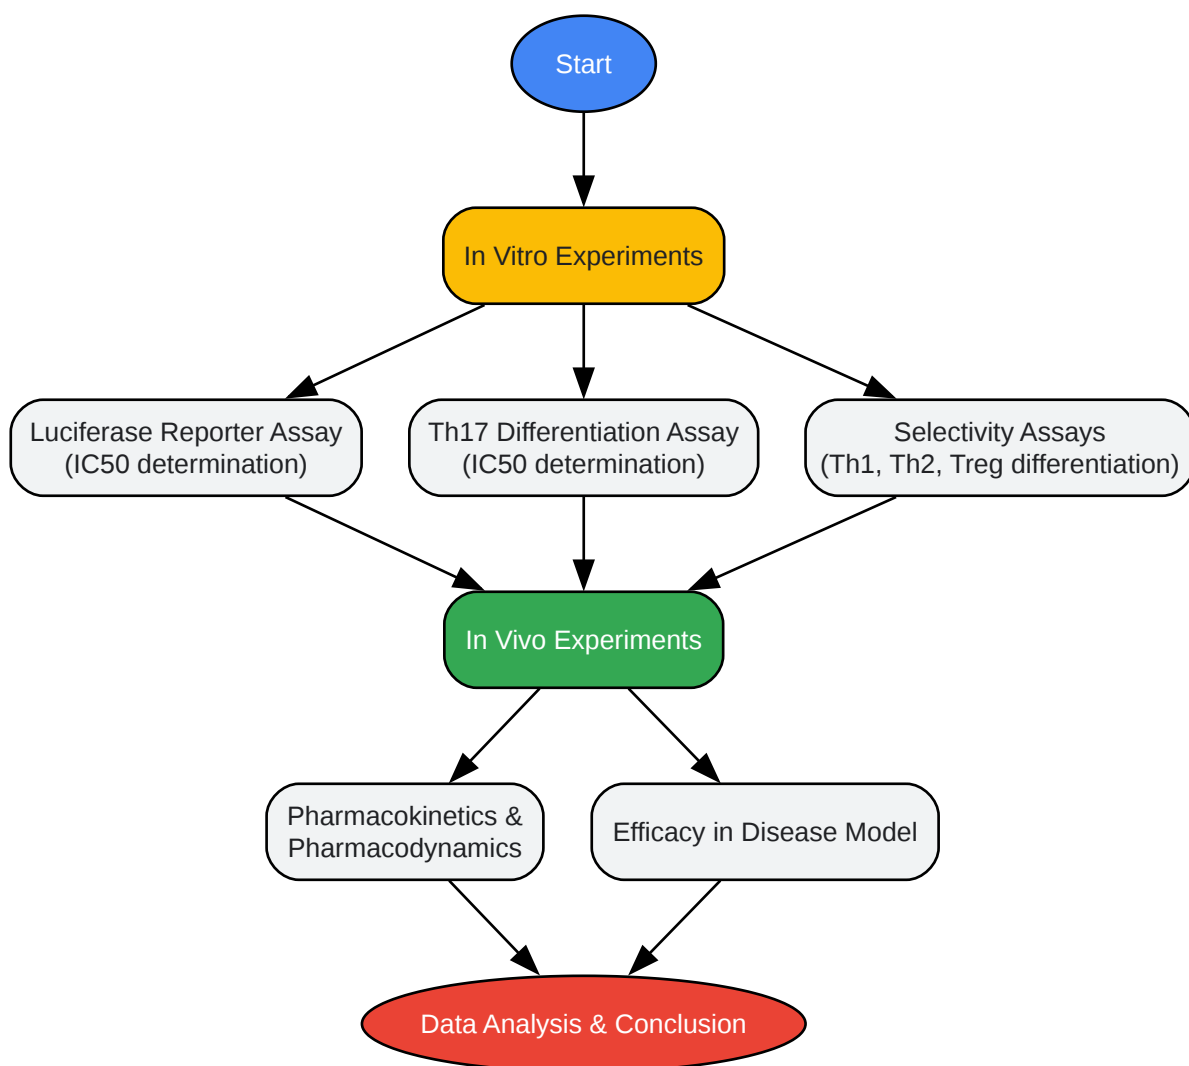 Start
In Vitro Experiments
Luciferase Reporter Assay
(IC50 determination)
Th17 Differentiation Assay
(IC50 determination)
Selectivity Assays
(Th1, Th2, Treg differentiation)
In Vivo Experiments
Pharmacokinetics &
Pharmacodynamics
Efficacy in Disease Model
Data Analysis & Conclusion